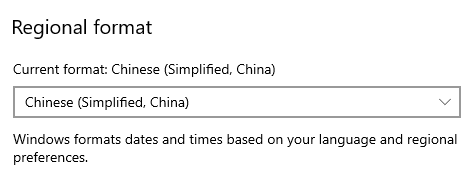 Regional format
Current format: Chinese (Simplified, China)
Chinese (Simplified, China)
Windows formats dates and times based on your language and regional
preferences.